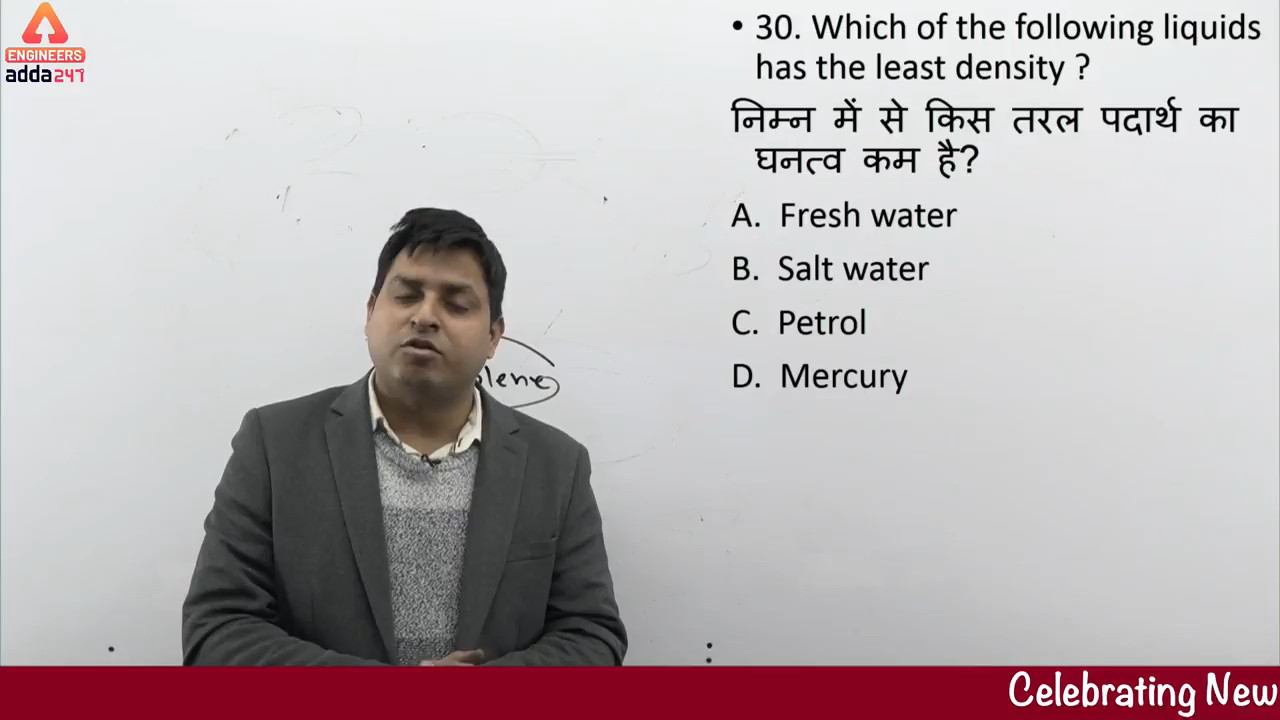 ENGINEERS
adda247
• 30. Which of the following liquids
has the least density ?
निम्न में से किस तरल पदार्थ का
घनत्व कम है?
A. Fresh water
B. Salt water
C. Petrol
D. Mercury
Celebrating New